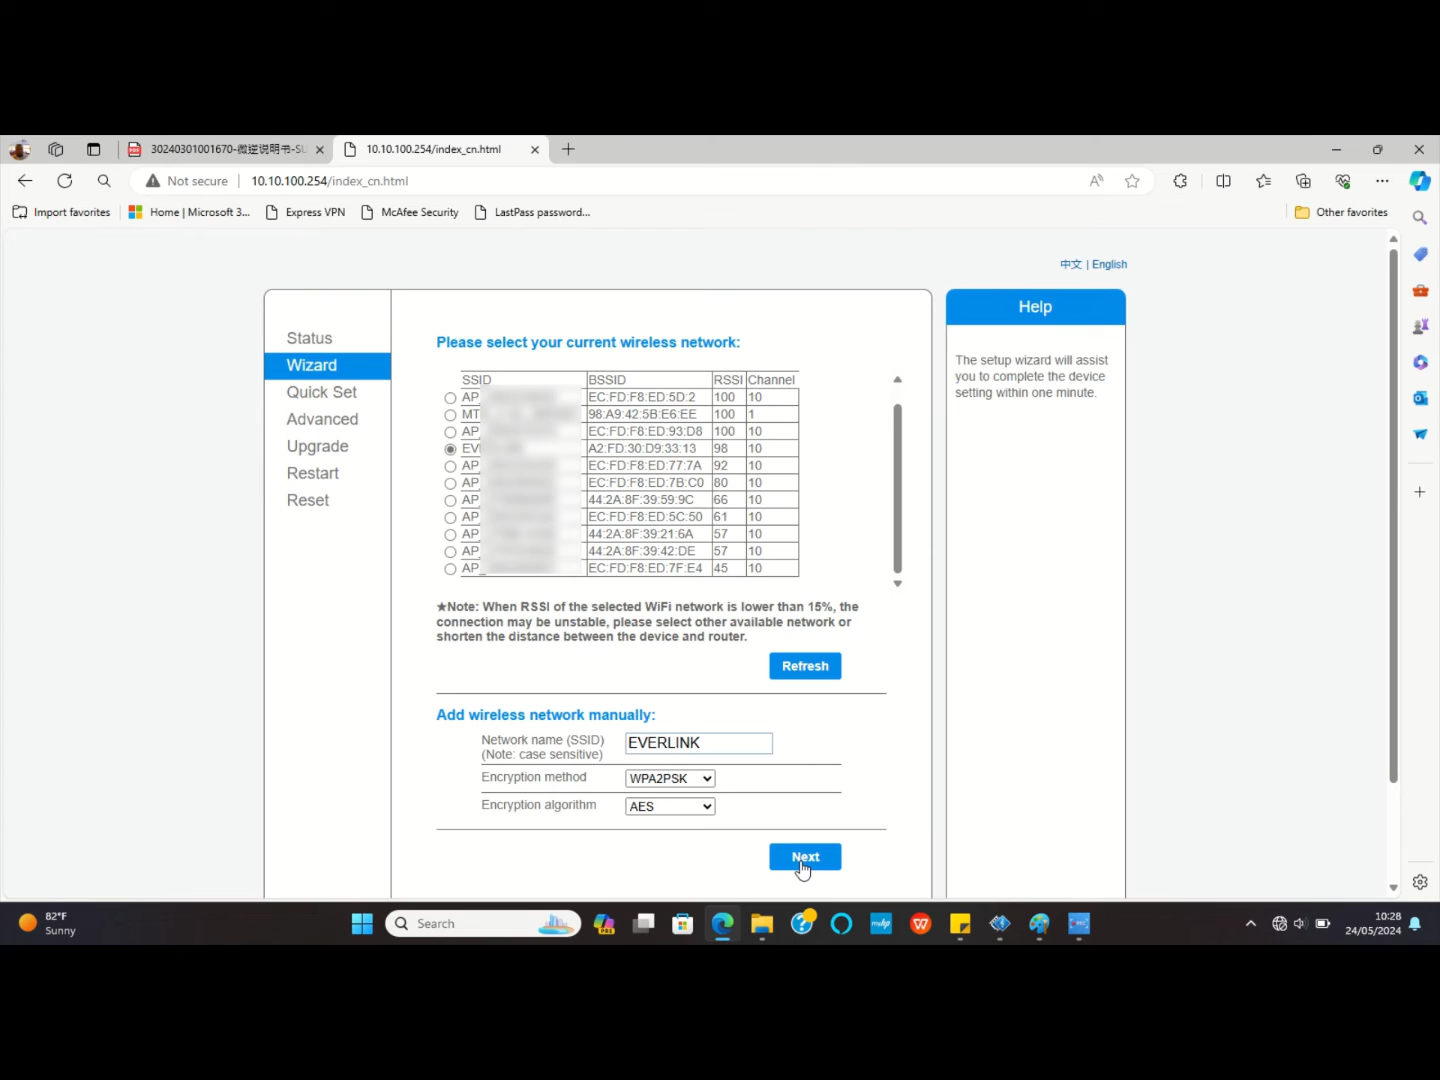 30240301001670-微逆说明书-SU
10.10.100.254/index_cn.html
Not secure
10.10.100.254/index_cn.html
Import favorites
Home | Microsoft 3...
Express VPN
McAfee Security
LastPass password...
Other favorites
中文 | English
Status
Wizard
Quick Set
Advanced
Upgrade
Restart
Reset
Please select your current wireless network:
SSID BSSID RSSI Channel
AP_ EC:FD:F8:ED:5D:2 100 10
98:A9:42:5B:E6:EE 100 1
AP_ EC:FD:F8:ED:93:D8 100 10
A2:FD:30:D9:33:13 98 10
AP_ EC:FD:F8:ED:77:7A 92 10
AP_ EC:FD:F8:ED:7B:C0 80 10
AP_ 44:2A:8F:39:59:9C 66 10
AP_ EC:FD:F8:ED:5C:50 61 10
AP_ 44:2A:8F:39:21:6A 57 10
AP_ 44:2A:8F:39:42:DE 57 10
AP_ EC:FD:F8:ED:7F:E4 45 10
★Note: When RSSI of the selected WiFi network is lower than 15%, the
connection may be unstable, please select other available network or
shorten the distance between the device and router.
Refresh
Add wireless network manually:
Network name (SSID)
(Note: case sensitive)
EVERLINK
Encryption method WPA2PSK
Encryption algorithm AES
Next
Help
The setup wizard will assist
you to complete the device
setting within one minute.
82°F
Sunny
Search
10:28
24/05/2024